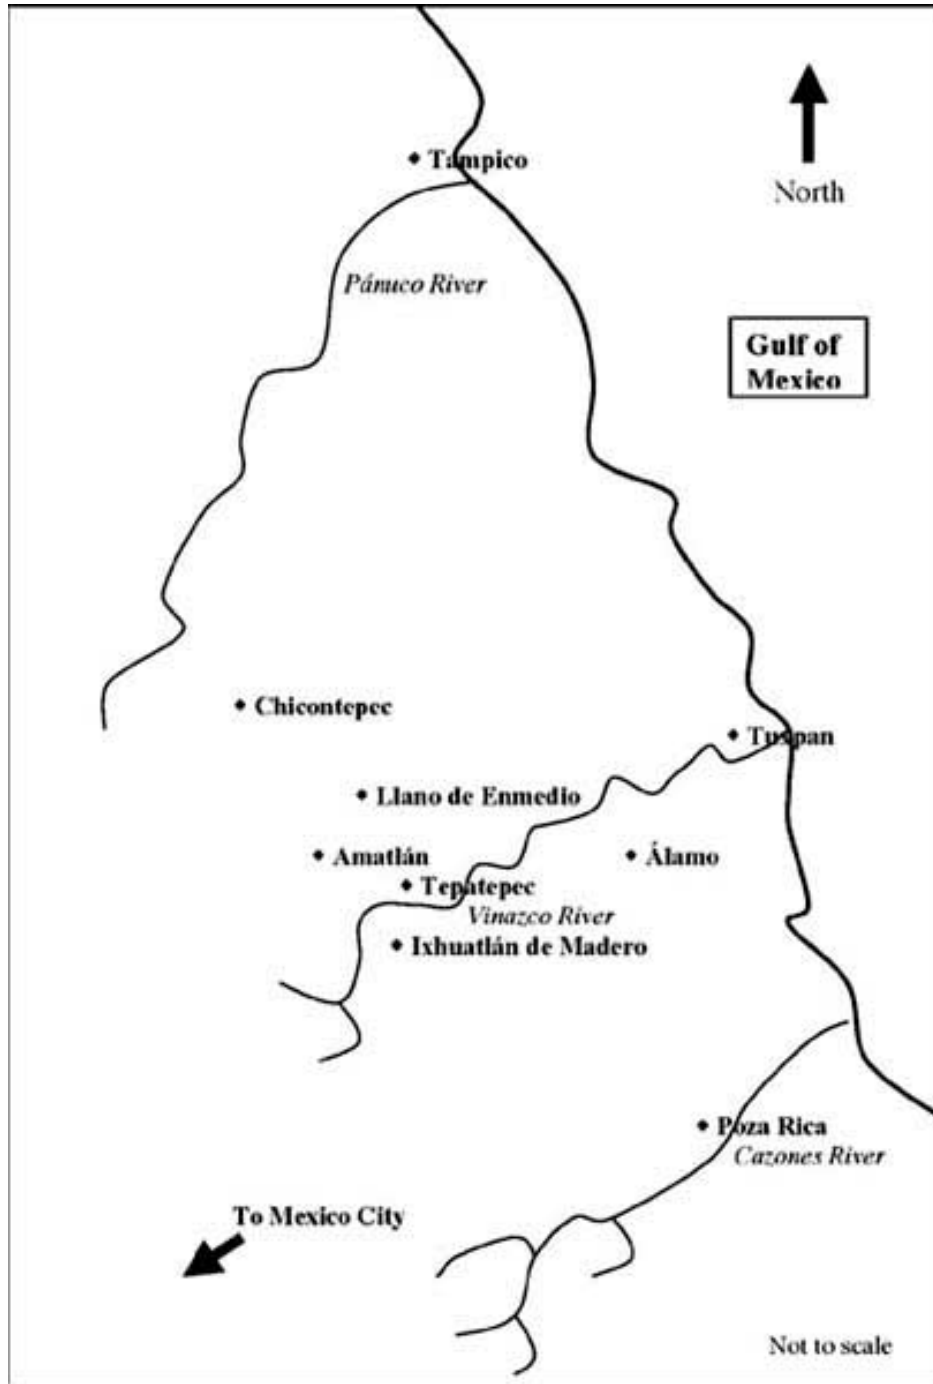 Tampico
North
Pánuco River
Gulf of
Mexico
Chicontepec
Tuxpan
Llano de Enmedio
Amatlán
Álamo
Tepatepec
Vinazco River
Ixhuatlán de Madero
Poza Rica
Cazones River
To Mexico City
Not to scale